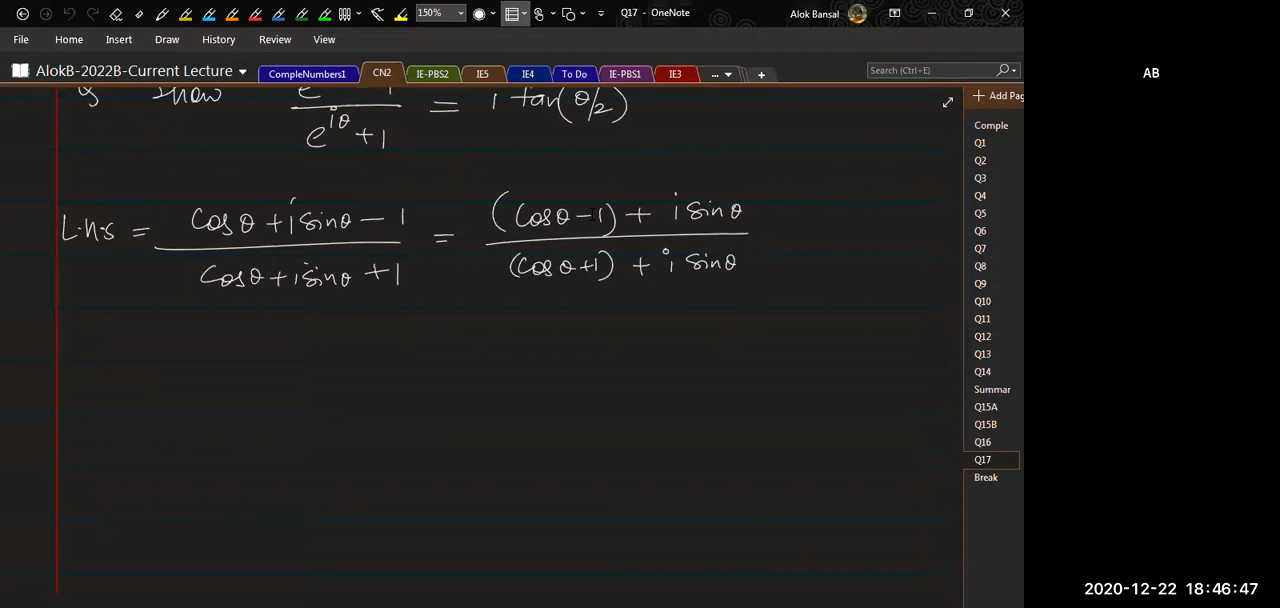 150% Q17 - OneNote Alok Bansal
File Home Insert Draw History Review View
AlokB-2022B-Current Lecture CompleNumbers1 CN2 IE-PBS2 IE5 IE4 To Do IE-PBS1 IE3 ... + Search (Ctrl+E)
AB
+ Add Pag
Show e - 1 / e^iθ + 1 = i tan(θ/2)
L.H.S = cosθ + i sinθ - 1 / cosθ + i sinθ + 1 = (cosθ - 1) + i sinθ / (cosθ + 1) + i sinθ
Comple
Q1
Q2
Q3
Q4
Q5
Q6
Q7
Q8
Q9
Q10
Q11
Q12
Q13
Q14
Summar
Q15A
Q15B
Q16
Q17
Break
2020-12-22 18:46:47